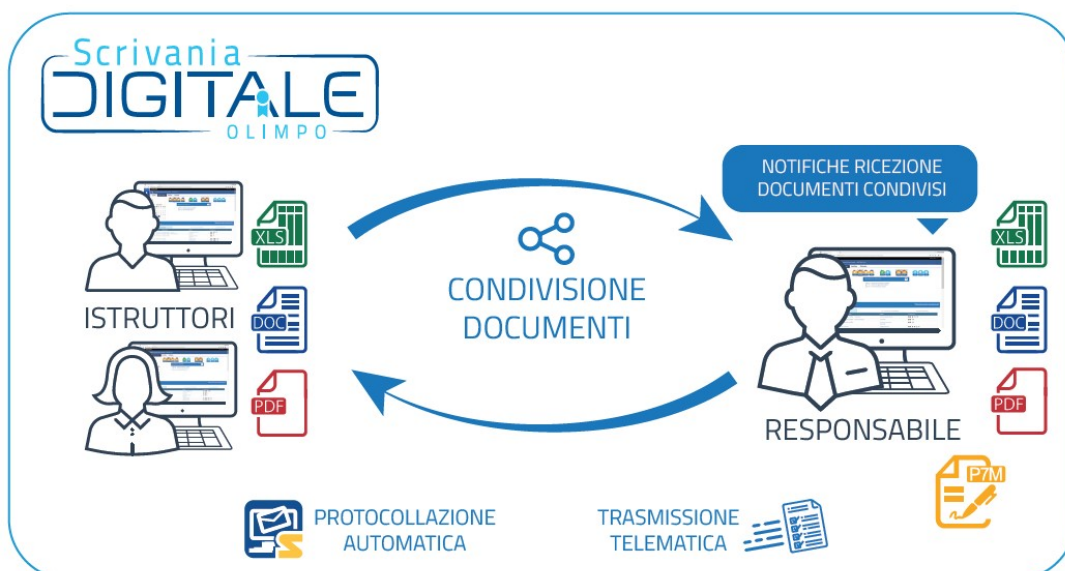 Scrivania
DIGITALE
OLIMPO
NOTIFICHE RICEZIONE
DOCUMENTI CONDIVISI
XLS
DOC
PDF
ISTRUTTORI
CONDIVISIONE
DOCUMENTI
XLS
DOC
PDF
RESPONSABILE
P7M
PROTOCOLLAZIONE
AUTOMATICA
TRASMISSIONE
TELEMATICA